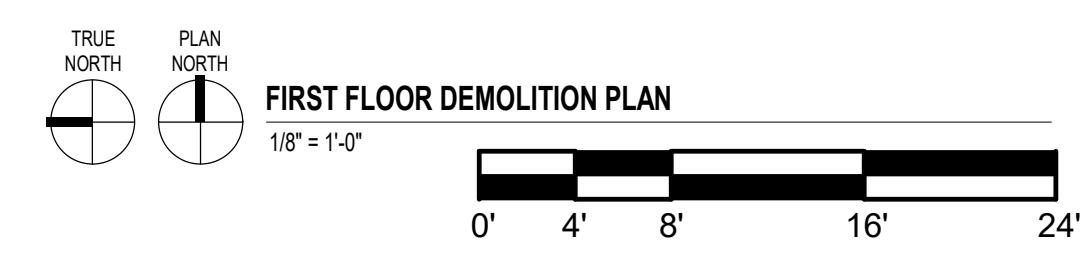 TRUE
NORTH
PLAN
NORTH
FIRST FLOOR DEMOLITION PLAN
1/8" = 1'-0"
0' 4' 8' 16' 24'